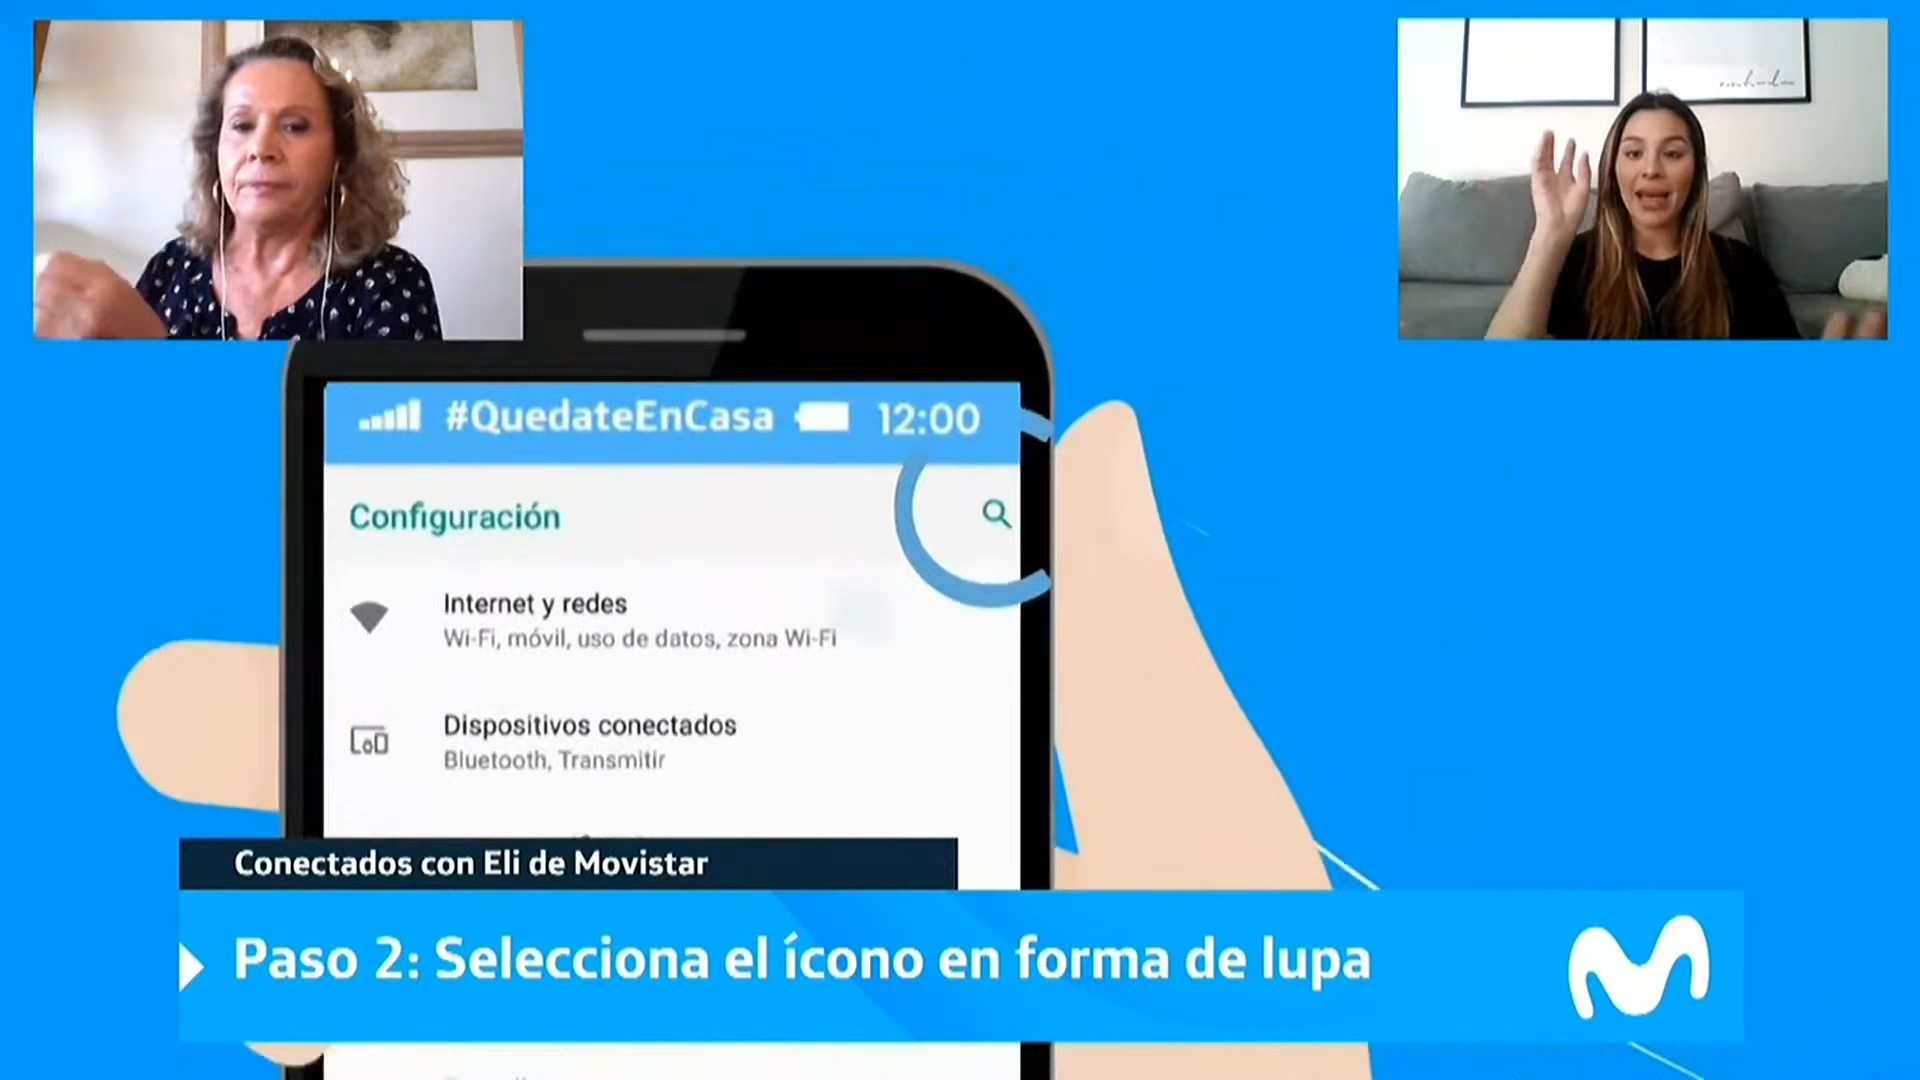 #QuedateEnCasa 12:00
Configuración
Internet y redes
Wi-Fi, móvil, uso de datos, zona Wi-Fi
Dispositivos conectados
Bluetooth, Transmitir
Conectados con Eli de Movistar
Paso 2: Selecciona el ícono en forma de lupa